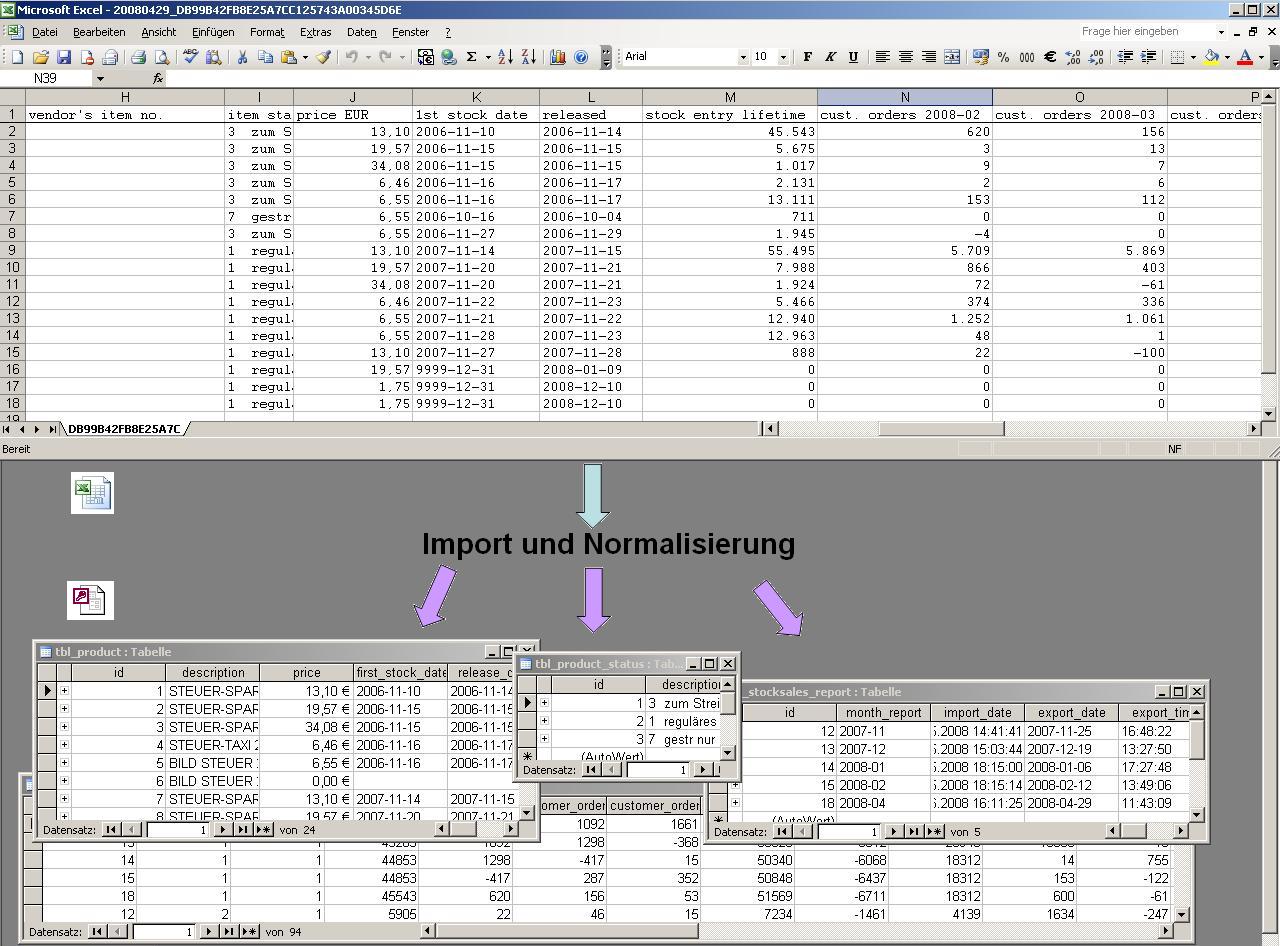 Microsoft Excel - 20080429_DB99B42FB8E25A7CC125743A00345D6E
Datei Bearbeiten Ansicht Einfügen Format Extras Daten Fenster ? Frage hier eingeben
Arial 10 F K U % 000 €
N39 fx
H I J K L M N O P
1 vendor's item no. item sta price EUR 1st stock date released stock entry lifetime cust. orders 2008-02 cust. orders 2008-03 cust. orders
2 3 zum S 13,10 2006-11-10 2006-11-14 45.543 620 156
3 3 zum S 19,57 2006-11-15 2006-11-15 5.675 3 13
4 3 zum S 34,08 2006-11-15 2006-11-15 1.017 9 7
5 3 zum S 6,46 2006-11-16 2006-11-17 2.131 2 6
6 3 zum S 6,55 2006-11-16 2006-11-17 13.111 153 112
7 7 gestr 6,55 2006-10-16 2006-10-04 711 0 0
8 3 zum S 6,55 2006-11-27 2006-11-29 1.945 -4 0
9 1 regul 13,10 2007-11-14 2007-11-15 55.495 5.709 5.869
10 1 regul 19,57 2007-11-20 2007-11-21 7.988 866 403
11 1 regul 34,08 2007-11-20 2007-11-21 1.924 72 -61
12 1 regul 6,46 2007-11-22 2007-11-23 5.466 374 336
13 1 regul 6,55 2007-11-21 2007-11-22 12.940 1.252 1.061
14 1 regul 6,55 2007-11-28 2007-11-23 12.963 48 1
15 1 regul 13,10 2007-11-27 2007-11-28 888 22 -100
16 1 regul 19,57 9999-12-31 2008-01-09 0 0 0
17 1 regul 1,75 9999-12-31 2008-12-10 0 0 0
18 1 regul 1,75 9999-12-31 2008-12-10 0 0 0
19
DB99B42FB8E25A7C
Bereit NF
Import und Normalisierung
tbl_product : Tabelle
id description price first_stock_date release_d
1 STEUER-SPAR 13,10 € 2006-11-10 2006-11-14
2 STEUER-SPAR 19,57 € 2006-11-15 2006-11-15
3 STEUER-SPAR 34,08 € 2006-11-15 2006-11-15
4 STEUER-TAXI 2 6,46 € 2006-11-16 2006-11-17
5 BILD STEUER 6,55 € 2006-11-16 2006-11-17
6 BILD STEUER 0,00 €
7 STEUER-SPAR 13,10 € 2007-11-14 2007-11-15
8 STEUER-SPAR 19,57 € 2007-11-20 2007-11-21
Datensatz: 1 von 24
tbl_product_status : Tab...
id description
1 3 zum Strei
2 1 reguläres
3 7 gestr nur
(AutoWert)
Datensatz: 1
_stocksales_report : Tabelle
id month_report import_date export_date export_tim
12 2007-11 5.2008 14:41:41 2007-11-25 16:48:22
13 2007-12 5.2008 15:03:44 2007-12-19 13:27:50
14 2008-01 5.2008 18:15:00 2008-01-06 17:27:48
15 2008-02 5.2008 18:15:14 2008-02-12 13:49:06
18 2008-04 5.2008 16:11:25 2008-04-29 11:43:09
(AutoWert)
Datensatz: 1 von 5
omer_order customer_order
1092 1661
1298 -368
14 1 1 44853 1298 -417 15 50340 -6068 18312 14 755
15 1 1 44853 -417 287 352 50848 -6437 18312 153 -122
18 1 1 45543 620 156 53 51569 -6711 18312 600 -61
12 2 1 5905 22 46 15 7234 -1461 4139 1634 -247
Datensatz: 1 von 94